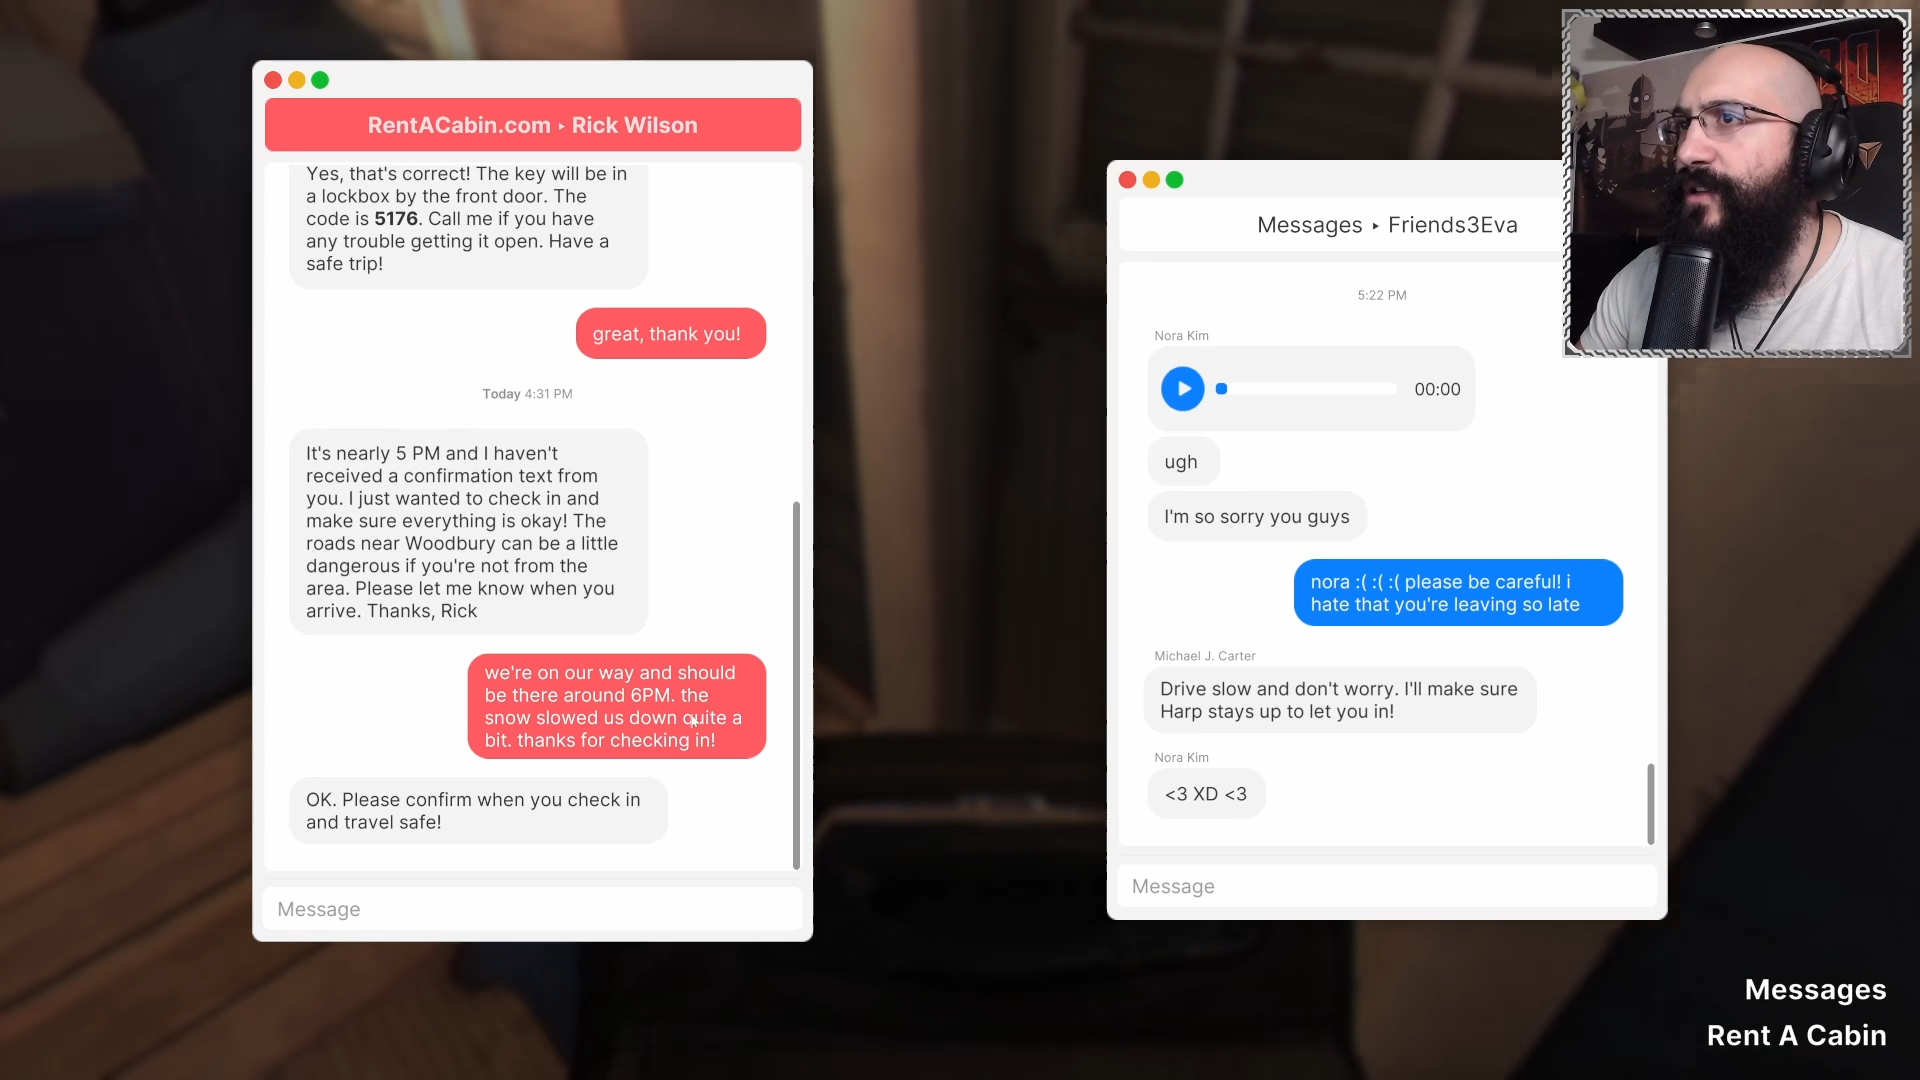 RentACabin.com ▸ Rick Wilson
Yes, that's correct! The key will be in
a lockbox by the front door. The
code is 5176. Call me if you have
any trouble getting it open. Have a
safe trip!
great, thank you!
Today 4:31 PM
It's nearly 5 PM and I haven't
received a confirmation text from
you. I just wanted to check in and
make sure everything is okay! The
roads near Woodbury can be a little
dangerous if you're not from the
area. Please let me know when you
arrive. Thanks, Rick
we're on our way and should
be there around 6PM. the
snow slowed us down quite a
bit. thanks for checking in!
OK. Please confirm when you check in
and travel safe!
Message
Messages ▸ Friends3Eva
5:22 PM
Nora Kim
00:00
ugh
I'm so sorry you guys
nora :( :( :( please be careful! i
hate that you're leaving so late
Michael J. Carter
Drive slow and don't worry. I'll make sure
Harp stays up to let you in!
Nora Kim
<3 XD <3
Message
Messages
Rent A Cabin